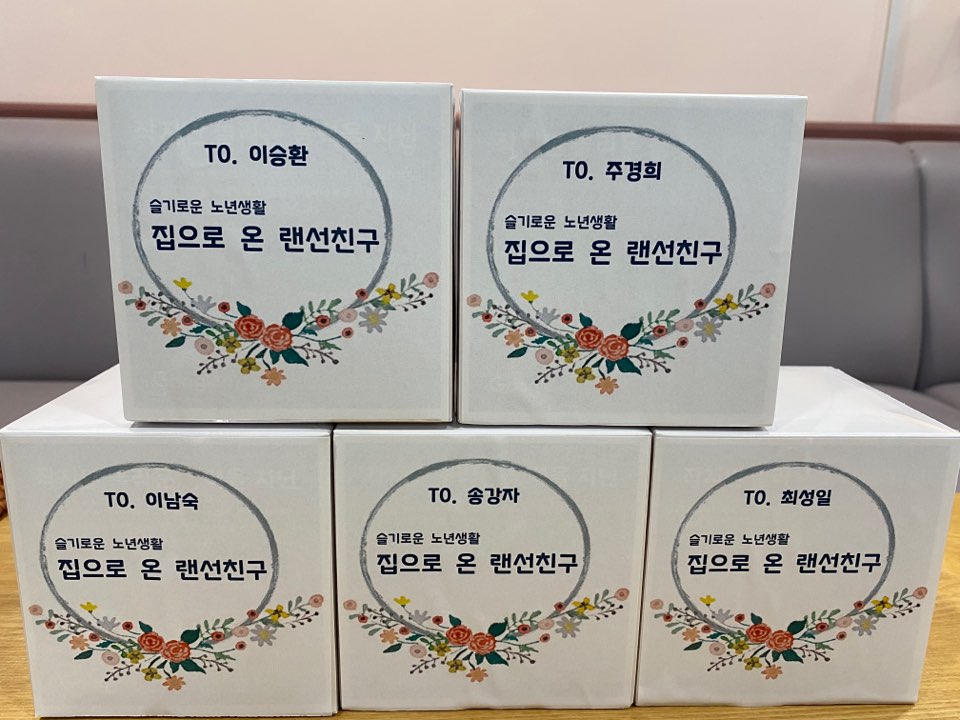 TO. 이승환
슬기로운 노년생활
집으로 온 랜선친구
TO. 주경희
슬기로운 노년생활
집으로 온 랜선친구
TO. 이남숙
슬기로운 노년생활
집으로 온 랜선친구
TO. 송강자
슬기로운 노년생활
집으로 온 랜선친구
TO. 최성일
슬기로운 노년생활
집으로 온 랜선친구